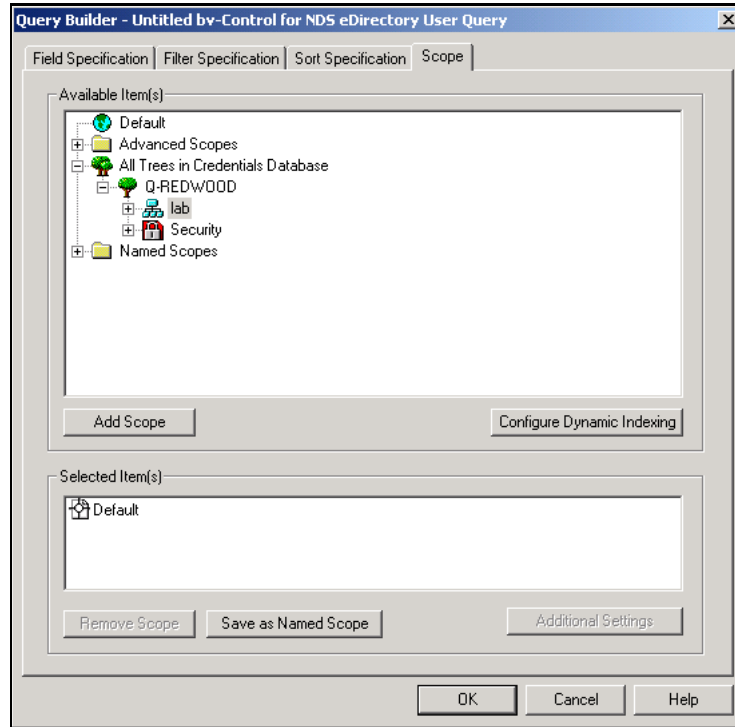 Query Builder - Untitled bv-Control for NDS eDirectory User Query
Field Specification Filter Specification Sort Specification Scope
Available Item(s)
Default
Advanced Scopes
All Trees in Credentials Database
Q-REDWOOD
lab
Security
Named Scopes
Add Scope Configure Dynamic Indexing
Selected Item(s)
Default
Remove Scope Save as Named Scope Additional Settings
OK Cancel Help